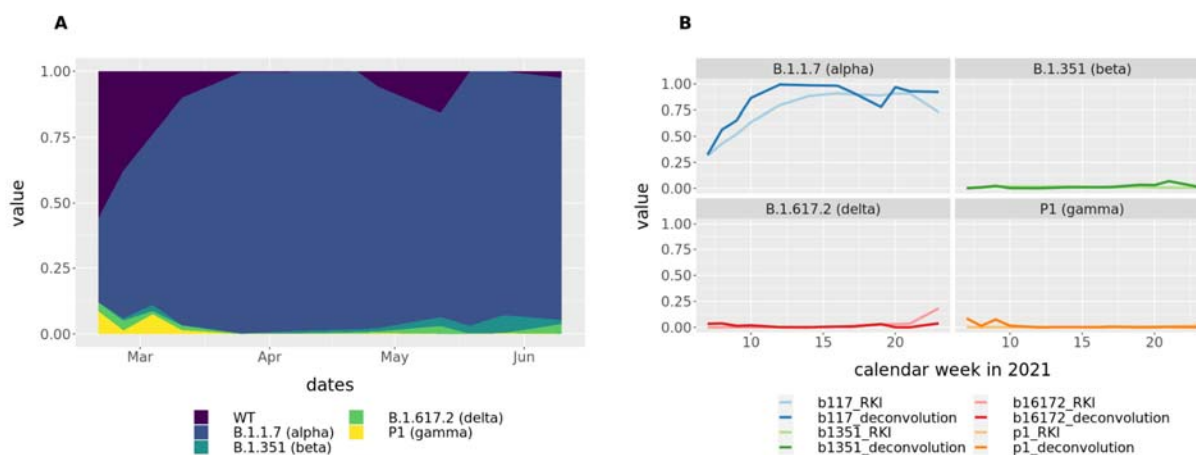 A
1.00
0.75
0.50
0.25
0.00
value
Mar Apr May Jun
dates
WT
B.1.1.7 (alpha)
B.1.351 (beta)
B.1.617.2 (delta)
P1 (gamma)
B
B.1.1.7 (alpha) B.1.351 (beta)
1.00
0.75
0.50
0.25
0.00
B.1.617.2 (delta) P1 (gamma)
1.00
0.75
0.50
0.25
0.00
value
10 15 20 10 15 20
calendar week in 2021
b117_RKI
b117_deconvolution
b1351_RKI
b1351_deconvolution
b16172_RKI
b16172_deconvolution
p1_RKI
p1_deconvolution